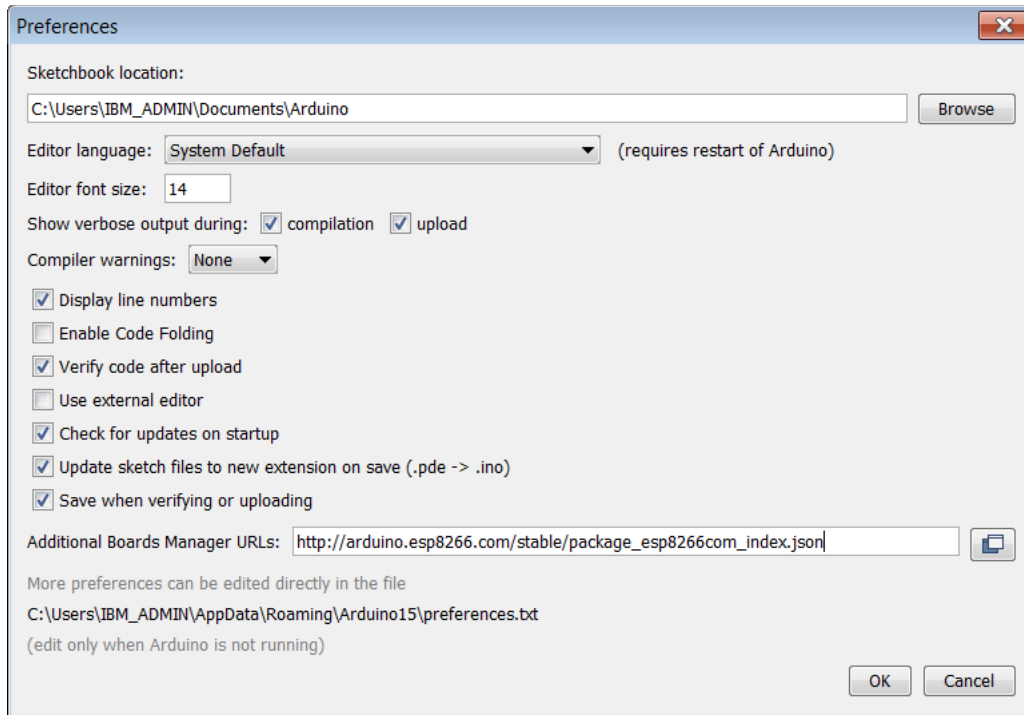 Preferences
Sketchbook location:
C:\Users\IBM_ADMIN\Documents\Arduino Browse
Editor language: System Default (requires restart of Arduino)
Editor font size: 14
Show verbose output during: compilation upload
Compiler warnings: None
Display line numbers
Enable Code Folding
Verify code after upload
Use external editor
Check for updates on startup
Update sketch files to new extension on save (.pde -> .ino)
Save when verifying or uploading
Additional Boards Manager URLs: http://arduino.esp8266.com/stable/package_esp8266com_index.json
More preferences can be edited directly in the file
C:\Users\IBM_ADMIN\AppData\Roaming\Arduino15\preferences.txt
(edit only when Arduino is not running)
OK Cancel